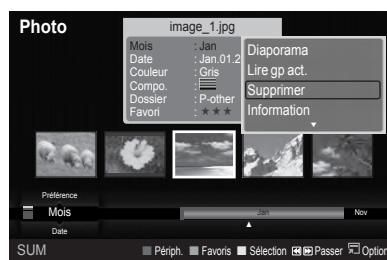 Photo
image_1.jpg
Mois : Jan
Date : Jan.01.2
Couleur : Gris
Compo. :
Dossier : P-other
Favori : ★★★
Diaporama
Lire gp act.
Supprimer
Information
Préférence
Mois
Jan
Nov
Date
SUM
Périph.
Favoris
Sélection
Passer
Option